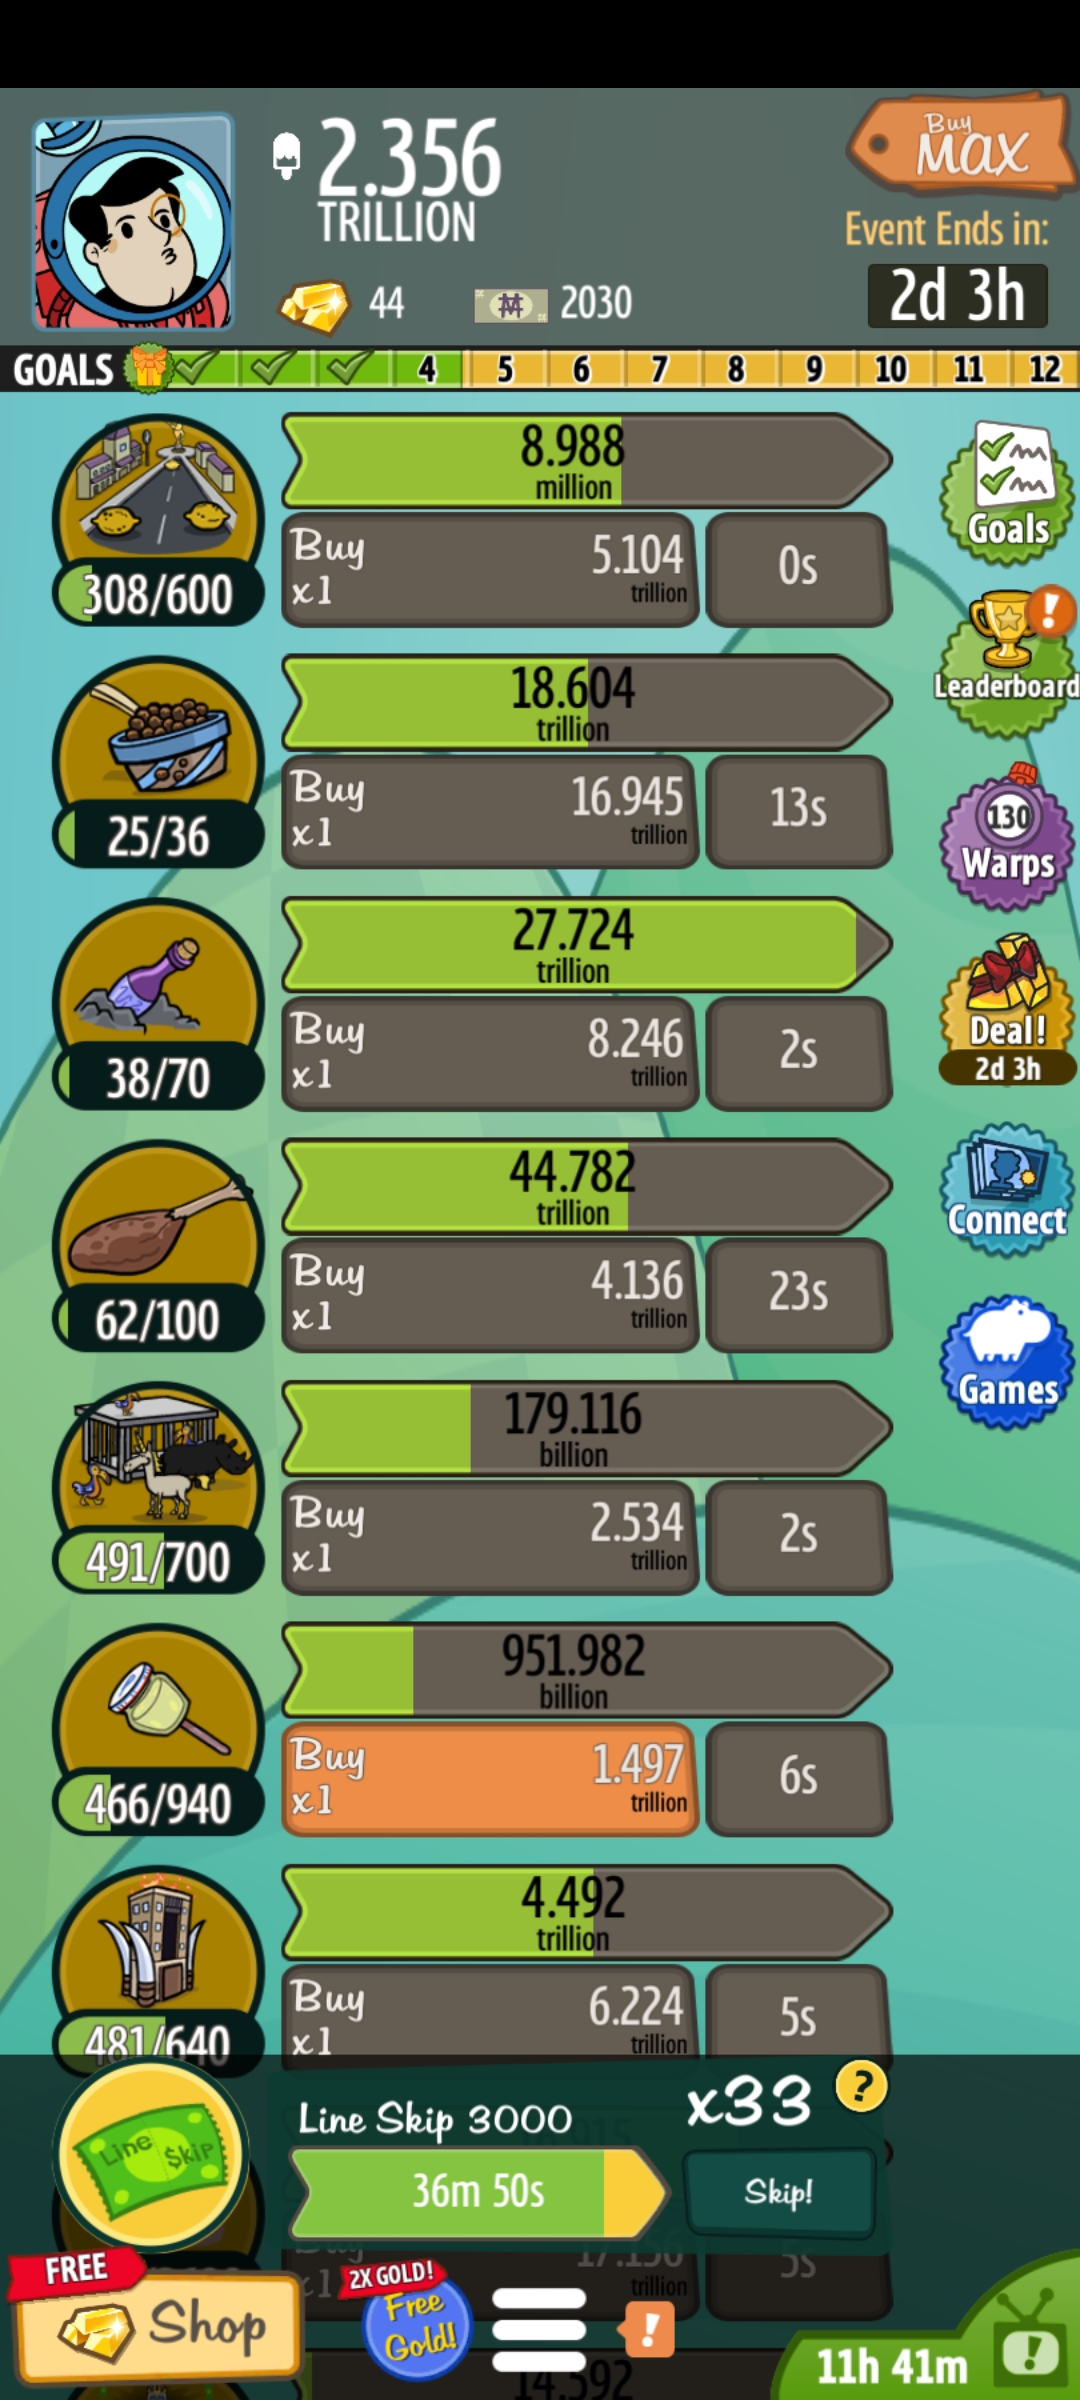 2.356
TRILLION
Buy
MAX
Event Ends in:
44
2030
2d 3h
GOALS
4
5
6
7
8
9
10
11
12
8.988
million
Buy
x1
5.104
trillion
0s
308/600
Goals
Leaderboard
18.604
trillion
Buy
x1
16.945
trillion
13s
25/36
130
Warps
27.724
trillion
Buy
x1
8.246
trillion
2s
38/70
Deal!
2d 3h
44.782
trillion
Buy
x1
4.136
trillion
23s
62/100
Connect
179.116
billion
Buy
x1
2.534
trillion
2s
491/700
Games
951.982
billion
Buy
x1
1.497
trillion
6s
466/940
4.492
trillion
Buy
x1
6.224
trillion
5s
481/640
Line Skip
Line Skip 3000
x33
?
36m 50s
Skip!
17.156
trillion
5s
FREE
Shop
2X GOLD!
Free
Gold!
!
14.592
11h 41m
!